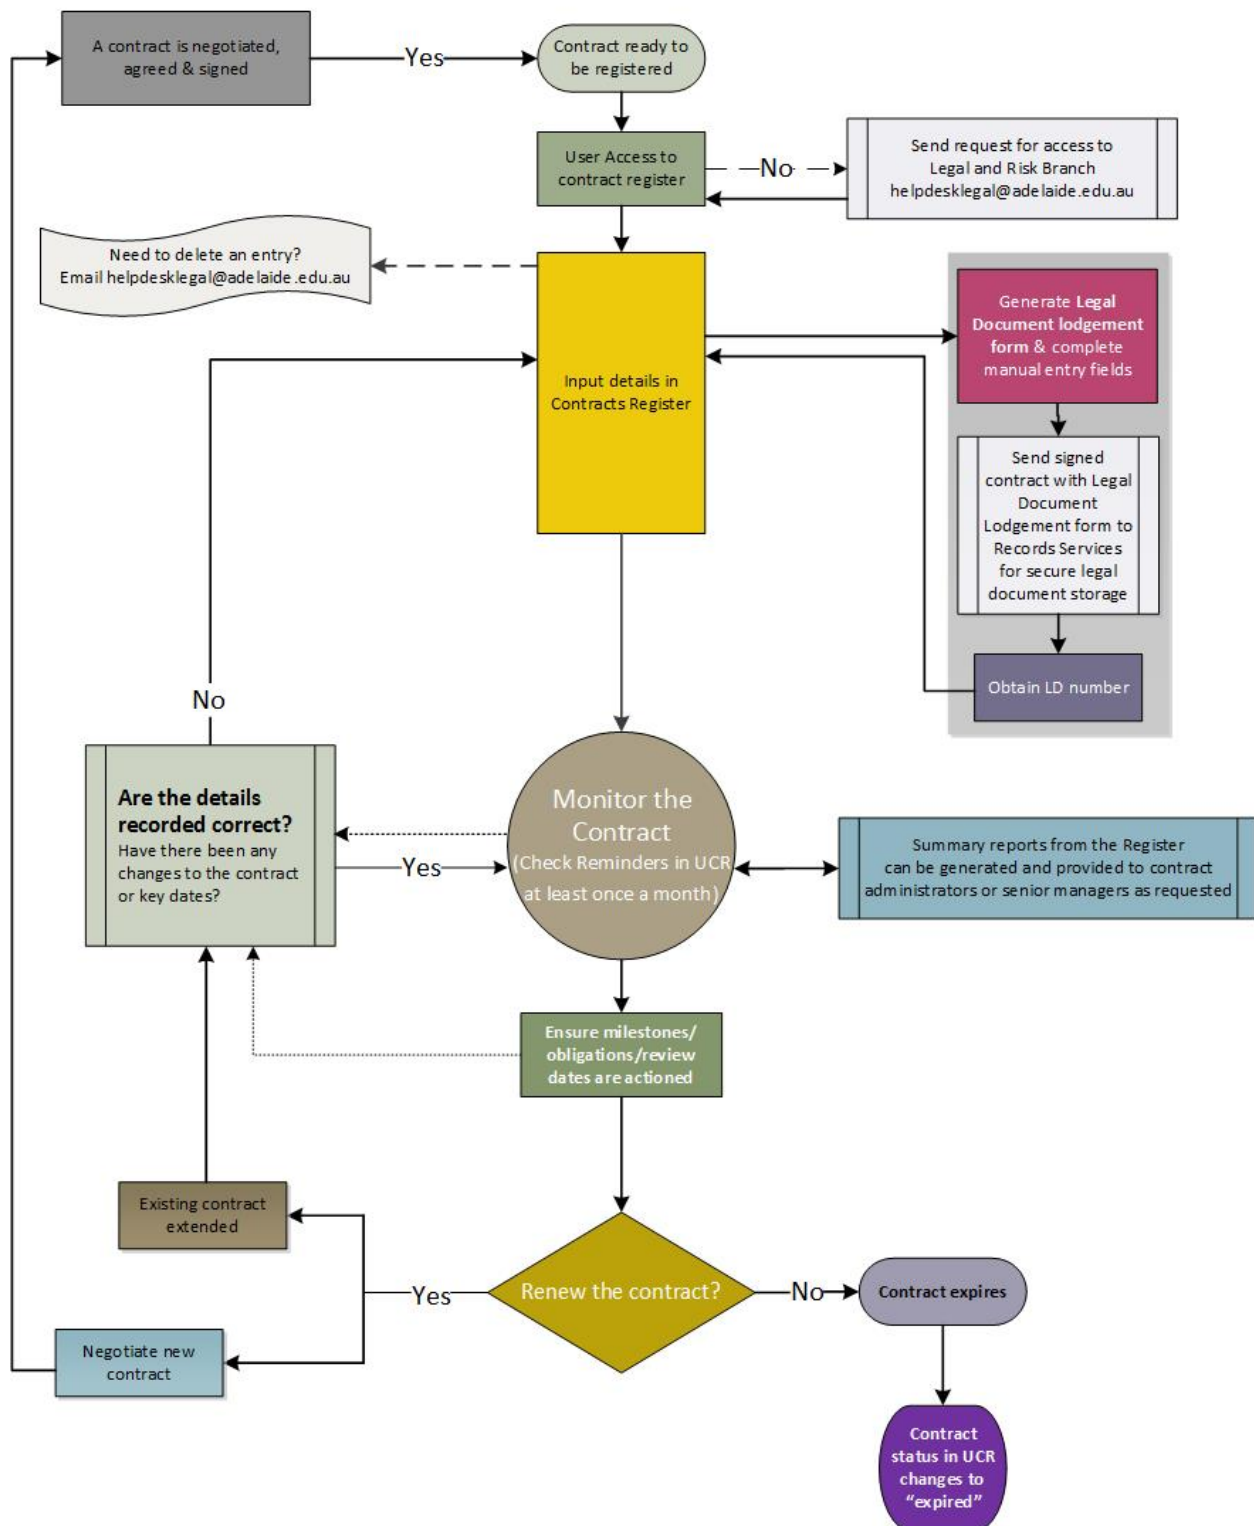 A contract is negotiated,
agreed & signed
Yes
Contract ready to
be registered
User Access to
contract register
No
Send request for access to
Legal and Risk Branch
helpdesklegal@adelaide.edu.au
Need to delete an entry?
Email helpdesklegal@adelaide.edu.au
Input details in
Contracts Register
Generate Legal
Document lodgement
form & complete
manual entry fields
Send signed
contract with Legal
Document
Lodgement form to
Records Services
for secure legal
document storage
Obtain LD number
No
Are the details
recorded correct?
Have there been any
changes to the contract
or key dates?
Yes
Monitor the
Contract
(Check Reminders in UCR
at least once a month)
Summary reports from the Register
can be generated and provided to contract
administrators or senior managers as requested
Ensure milestones/
obligations/review
dates are actioned
Existing contract
extended
Yes
Renew the contract?
No
Contract expires
Negotiate new
contract
Contract
status in UCR
changes to
“expired”